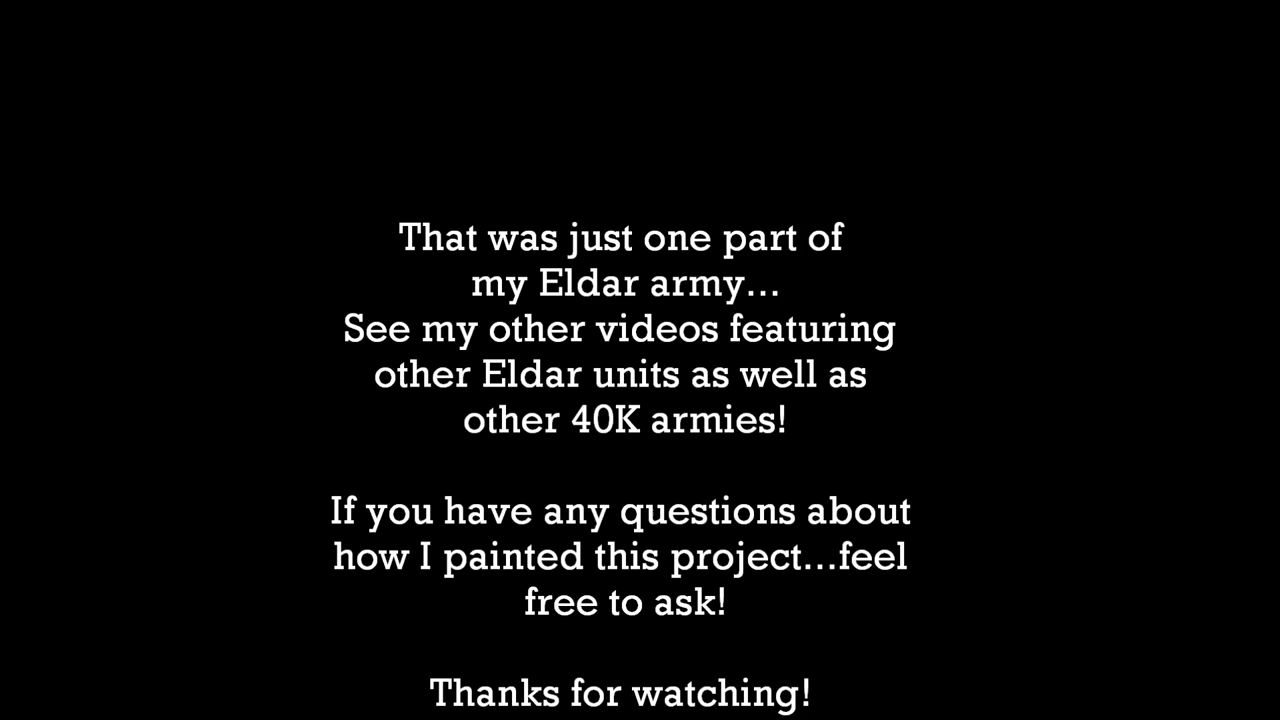 That was just one part of
my Eldar army...
See my other videos featuring
other Eldar units as well as
other 40K armies!
If you have any questions about
how I painted this project...feel
free to ask!
Thanks for watching!